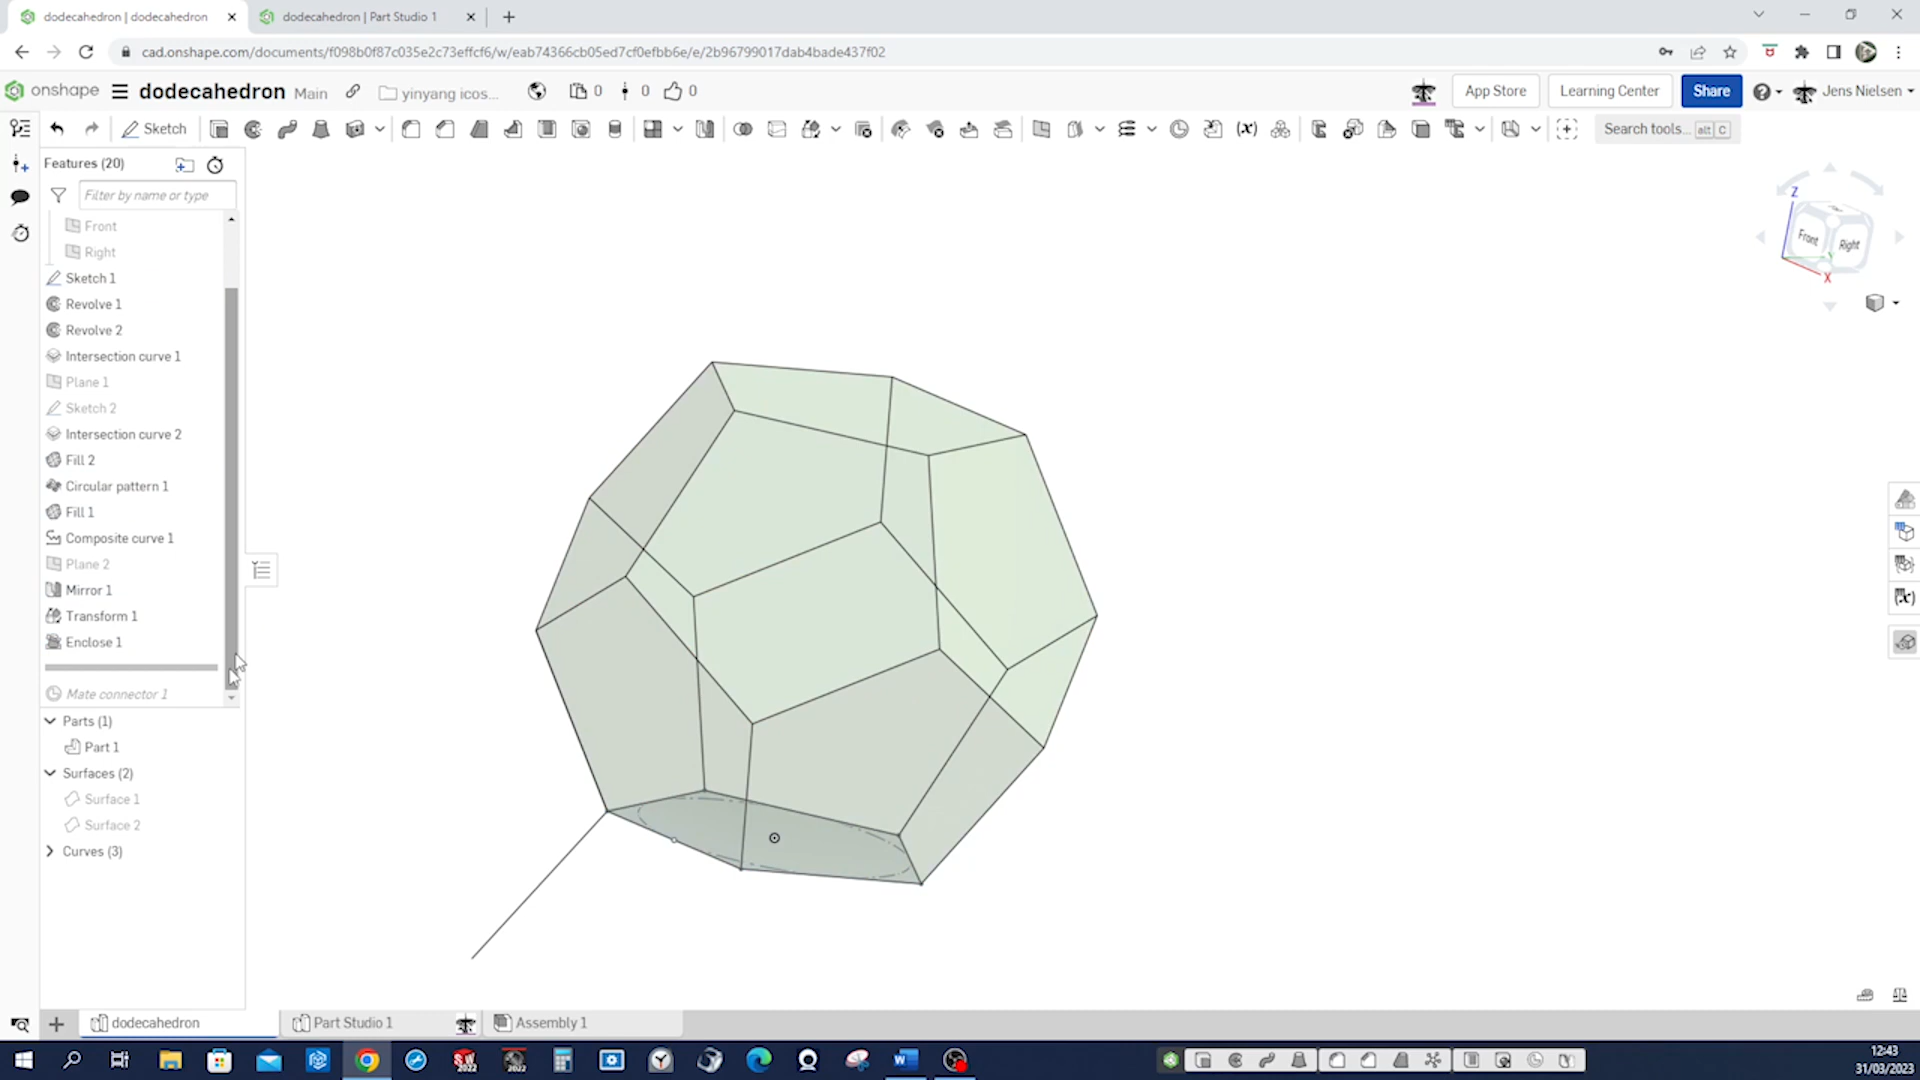 dodecahedron | dodecahedron
dodecahedron | Part Studio 1
cad.onshape.com/documents/f098b0f87c035e2c73effcf6/w/eab74366cb05ed7cf0efbb6e/e/2b96799017dab4bade437f02
onshape
dodecahedron Main
yinyang icos...
0
0
0
App Store
Learning Center
Share
Jens Nielsen
Sketch
Search tools... alt C
Features (20)
Filter by name or type
Front
Right
Sketch 1
Revolve 1
Revolve 2
Intersection curve 1
Plane 1
Sketch 2
Intersection curve 2
Fill 2
Circular pattern 1
Fill 1
Composite curve 1
Plane 2
Mirror 1
Transform 1
Enclose 1
Mate connector 1
Parts (1)
Part 1
Surfaces (2)
Surface 1
Surface 2
Curves (3)
Z
Front
Right
X
dodecahedron
Part Studio 1
Assembly 1
12:43
31/03/2023